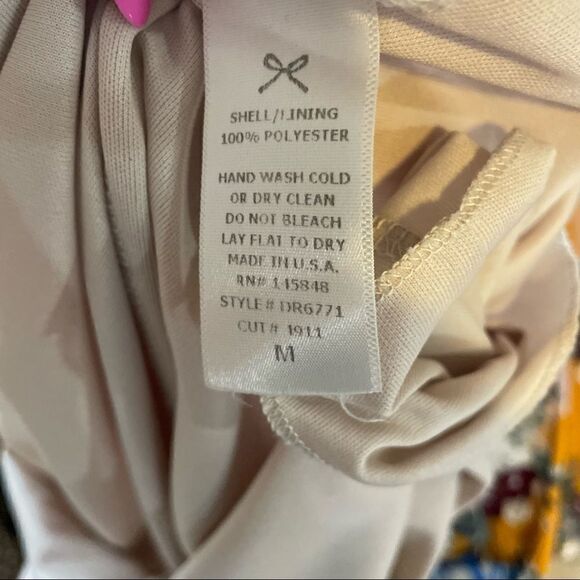 SHELL/LINING
100% POLYESTER
HAND WASH COLD
OR DRY CLEAN
DO NOT BLEACH
LAY FLAT TO DRY
MADE IN U.S.A.
RN# 145848
STYLE # DR6771
CUT# 1911
M